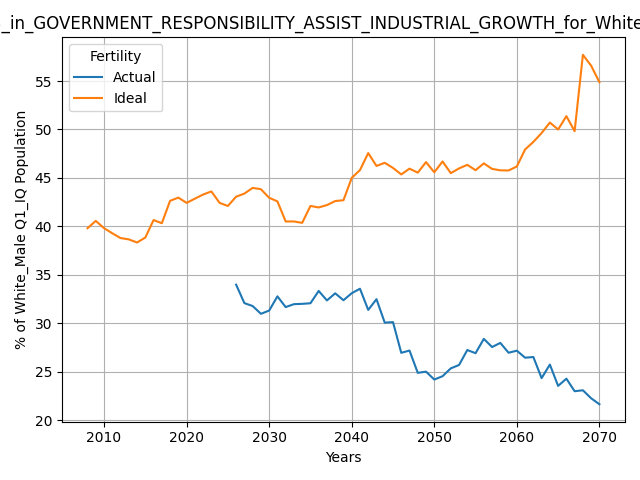 _in_GOVERNMENT_RESPONSIBILITY_ASSIST_INDUSTRIAL_GROWTH_for_White
Fertility
Actual
Ideal
% of White_Male Q1_IQ Population
55
50
45
40
35
30
25
20
2010 2020 2030 2040 2050 2060 2070
Years